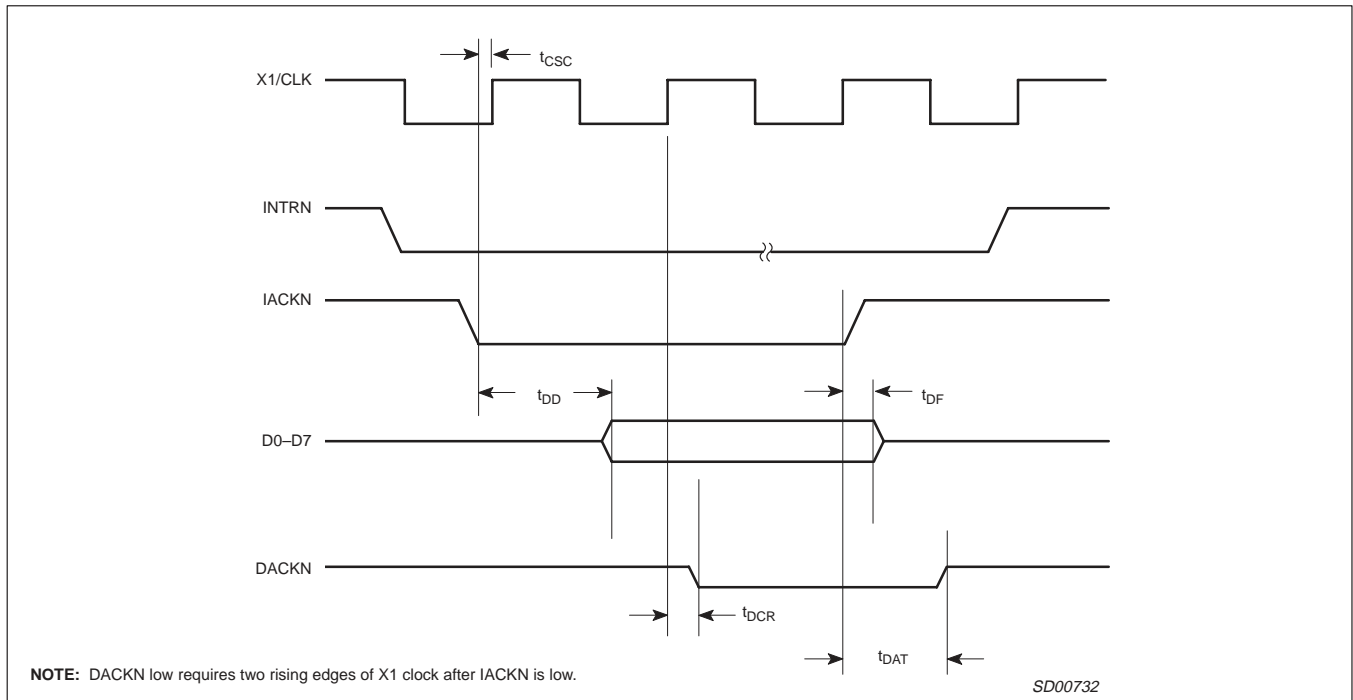 tCSC
X1/CLK
INTRN
IACKN
tDD
tDF
D0–D7
DACKN
tDCR
tDAT
NOTE: DACKN low requires two rising edges of X1 clock after IACKN is low.
SD00732